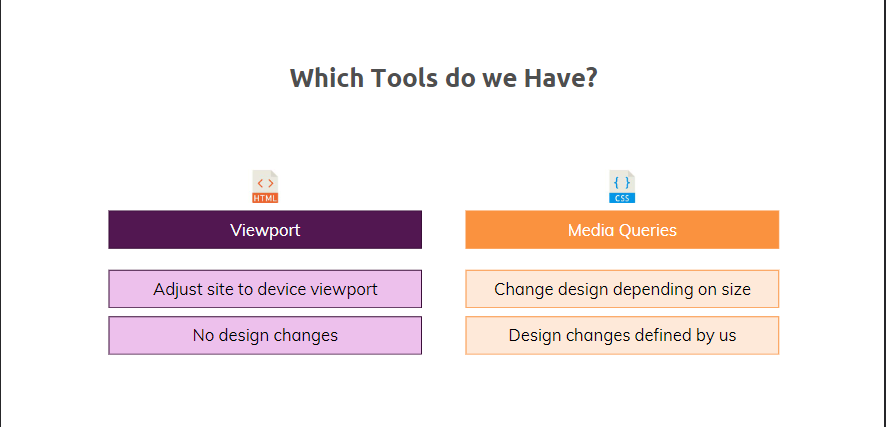 Which Tools do we Have?
< >
HTML
{ }
CSS
Viewport
Media Queries
Adjust site to device viewport
Change design depending on size
No design changes
Design changes defined by us